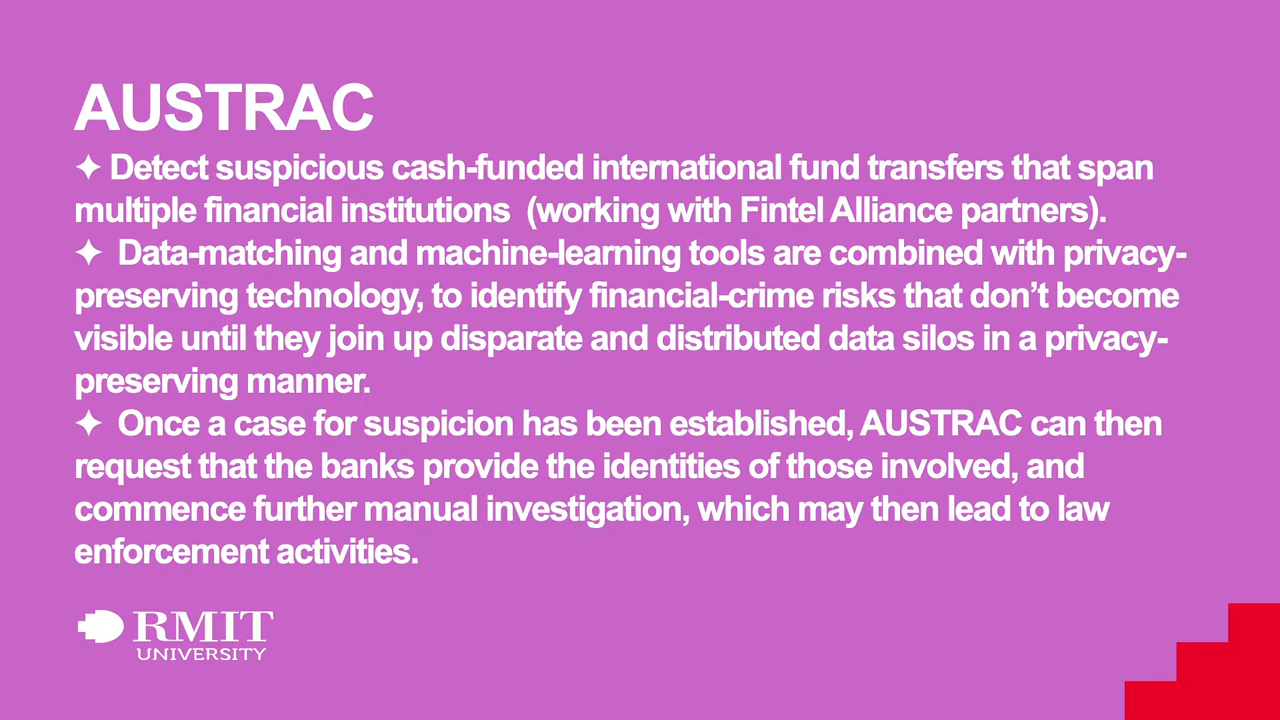 AUSTRAC
✦ Detect suspicious cash-funded international fund transfers that span
multiple financial institutions  (working with Fintel Alliance partners).
✦  Data-matching and machine-learning tools are combined with privacy-
preserving technology, to identify financial-crime risks that don’t become
visible until they join up disparate and distributed data silos in a privacy-
preserving manner.
✦  Once a case for suspicion has been established, AUSTRAC can then
request that the banks provide the identities of those involved, and
commence further manual investigation, which may then lead to law
enforcement activities.
RMIT
UNIVERSITY